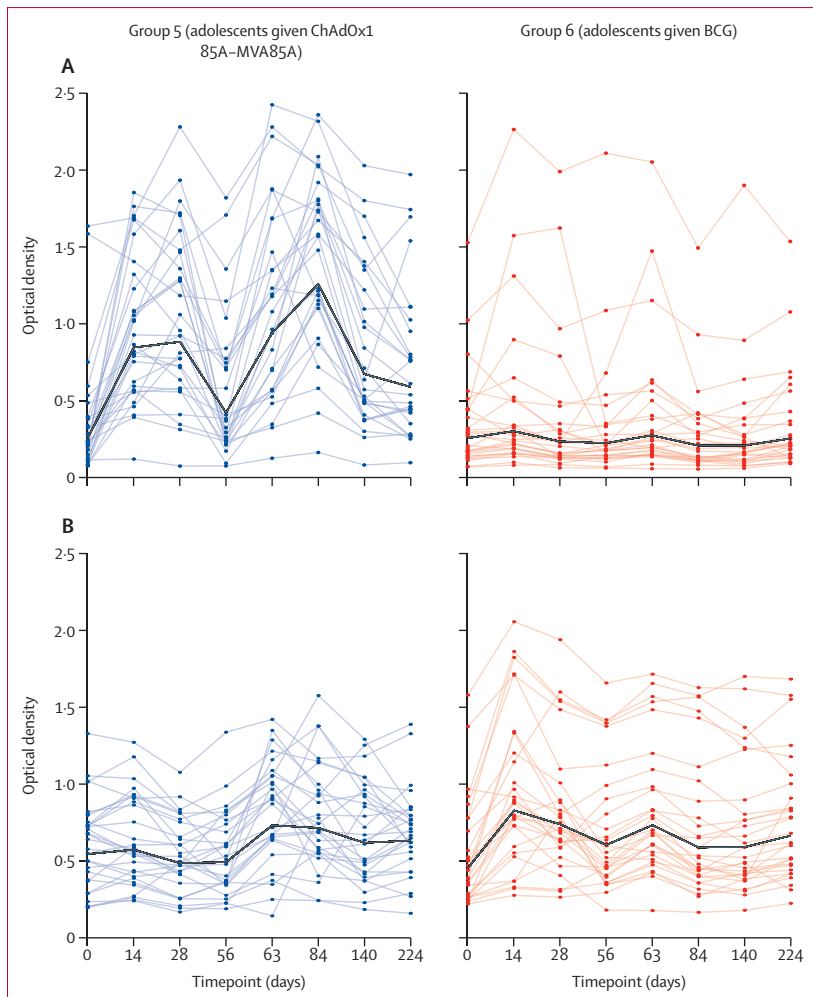 Group 5 (adolescents given ChAdOx1
85A–MVA85A)
Group 6 (adolescents given BCG)
A
2·5
2·0
1·5
1·0
0·5
0
Optical density
B
2·5
2·0
1·5
1·0
0·5
0
Optical density
0 14 28 56 63 84 140 224
Timepoint (days)
0 14 28 56 63 84 140 224
Timepoint (days)